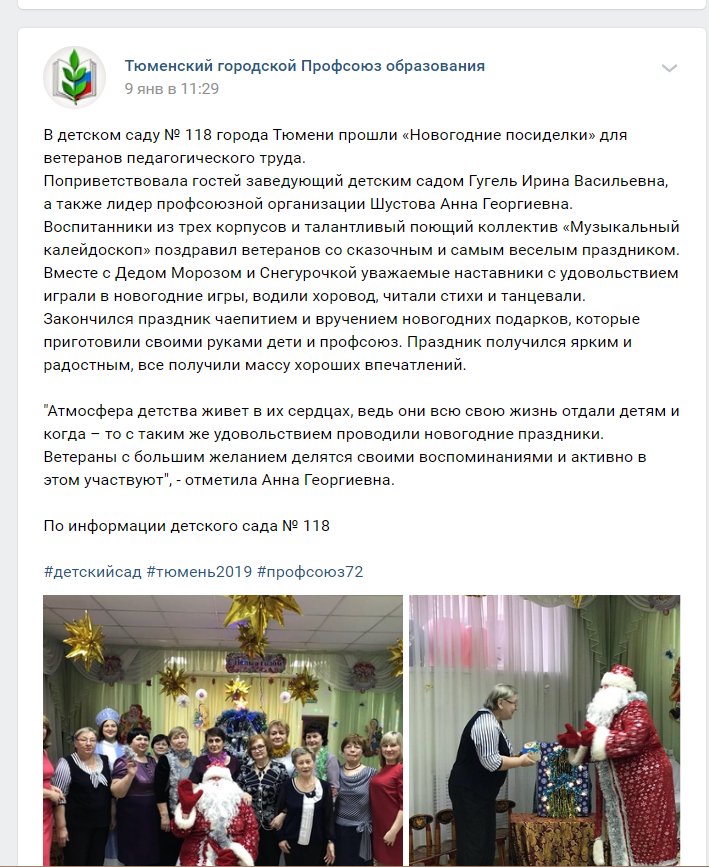 Тюменский городской Профсоюз образования
9 янв в 11:29
В детском саду № 118 города Тюмени прошли «Новогодние посиделки» для
ветеранов педагогического труда.
Поприветствовала гостей заведующий детским садом Гугель Ирина Васильевна,
а также лидер профсоюзной организации Шустова Анна Георгиевна.
Воспитанники из трех корпусов и талантливый поющий коллектив «Музыкальный
калейдоскоп» поздравил ветеранов со сказочным и самым веселым праздником.
Вместе с Дедом Морозом и Снегурочкой уважаемые наставники с удовольствием
играли в новогодние игры, водили хоровод, читали стихи и танцевали.
Закончился праздник чаепитием и вручением новогодних подарков, которые
приготовили своими руками дети и профсоюз. Праздник получился ярким и
радостным, все получили массу хороших впечатлений.
"Атмосфера детства живет в их сердцах, ведь они всю свою жизнь отдали детям и
когда – то с таким же удовольствием проводили новогодние праздники.
Ветераны с большим желанием делятся своими воспоминаниями и активно в
этом участвуют", - отметила Анна Георгиевна.
По информации детского сада № 118
#детскийсад #тюмень2019 #профсоюз72